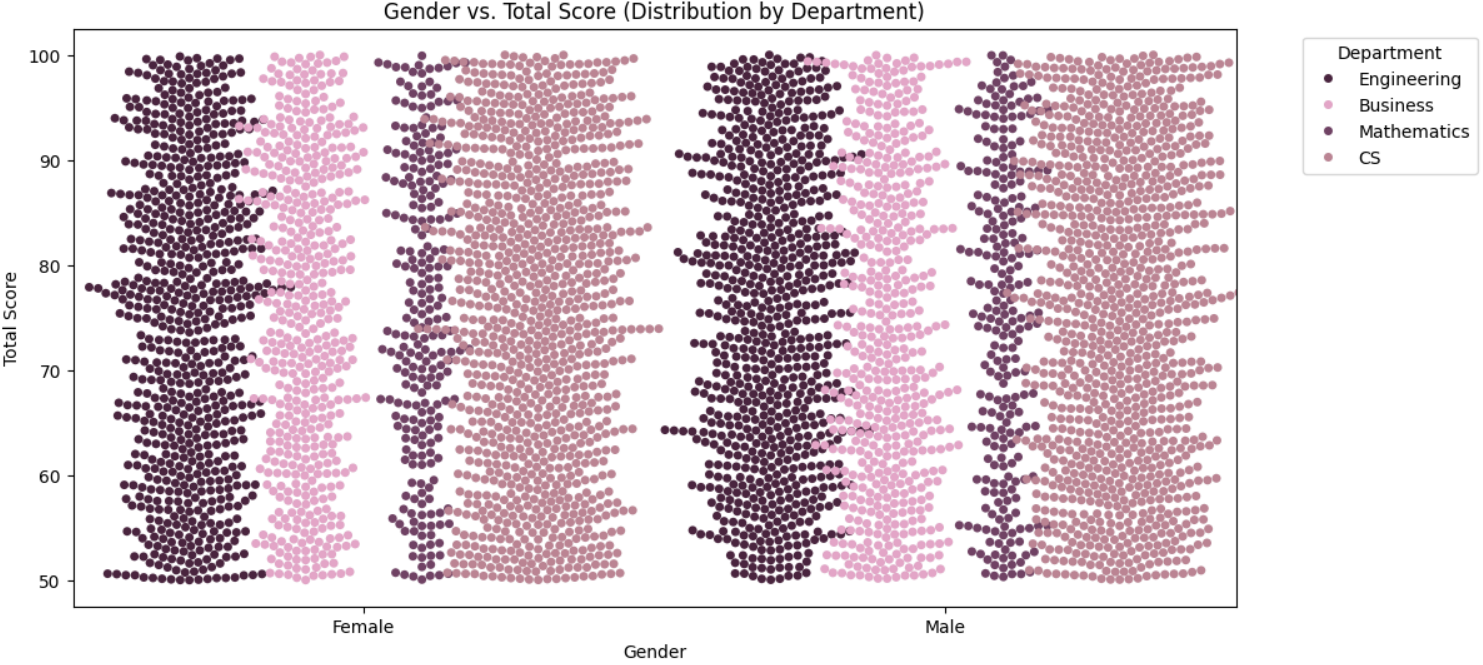 Gender vs. Total Score (Distribution by Department)
Total Score
100
90
80
70
60
50
Female
Male
Gender
Department
Engineering
Business
Mathematics
CS